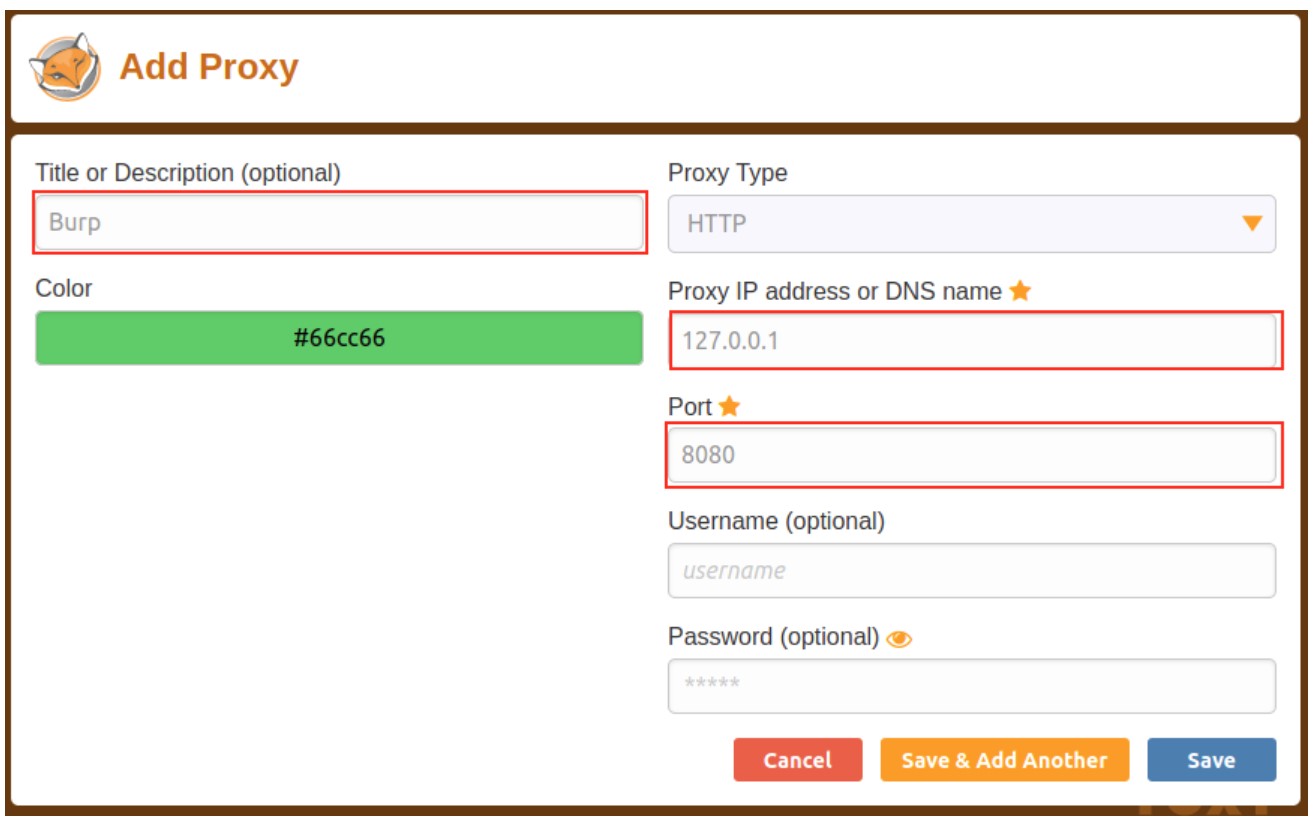 Add Proxy
Title or Description (optional)
Burp
Color
#66cc66
Proxy Type
HTTP
Proxy IP address or DNS name
127.0.0.1
Port
8080
Username (optional)
username
Password (optional)
*****
Cancel
Save & Add Another
Save